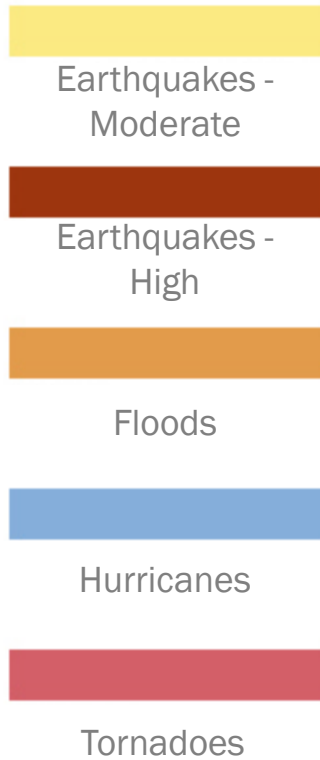 Earthquakes -
Moderate
Earthquakes -
High
Floods
Hurricanes
Tornadoes